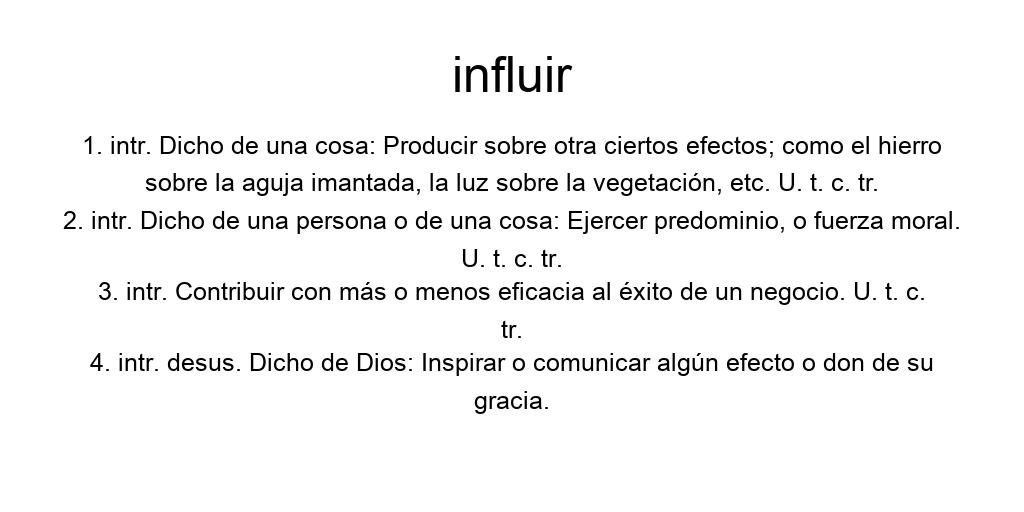 influir
1. intr. Dicho de una cosa: Producir sobre otra ciertos efectos; como el hierro
sobre la aguja imantada, la luz sobre la vegetación, etc. U. t. c. tr.
2. intr. Dicho de una persona o de una cosa: Ejercer predominio, o fuerza moral.
U. t. c. tr.
3. intr. Contribuir con más o menos eficacia al éxito de un negocio. U. t. c.
tr.
4. intr. desus. Dicho de Dios: Inspirar o comunicar algún efecto o don de su
gracia.